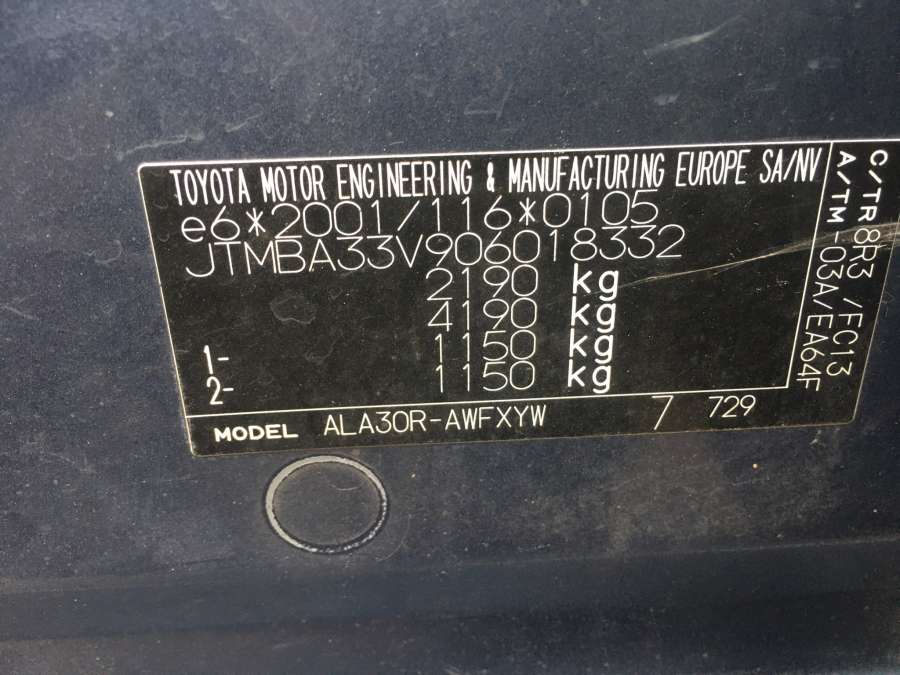 TOYOTA MOTOR ENGINEERING & MANUFACTURING EUROPE SA/NV
e6*2001/116*0105
JTMBA33V906018332
2190 kg
4190 kg
1- 1150 kg
2- 1150 kg
MODEL ALA30R-AWFXYW 7 729
C/TR 8R3 /FC13
A/TM -03A/EA64F